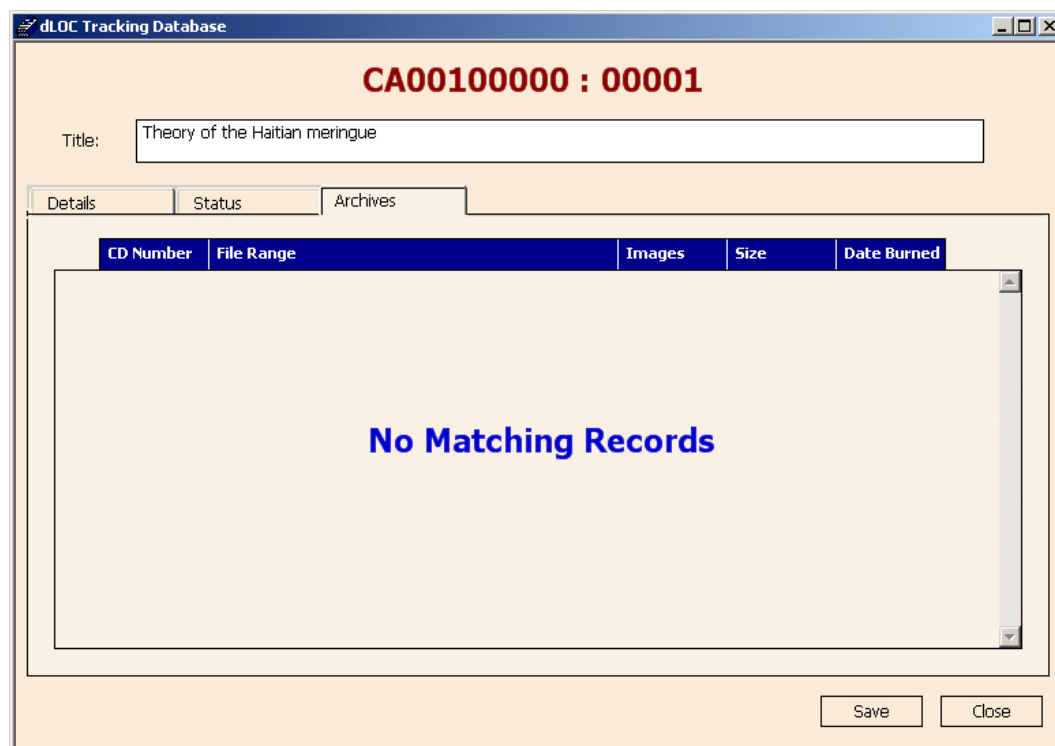 dLOC Tracking Database
CA00100000 : 00001
Title: Theory of the Haitian meringue
Details Status Archives
CD Number File Range Images Size Date Burned
No Matching Records
Save Close